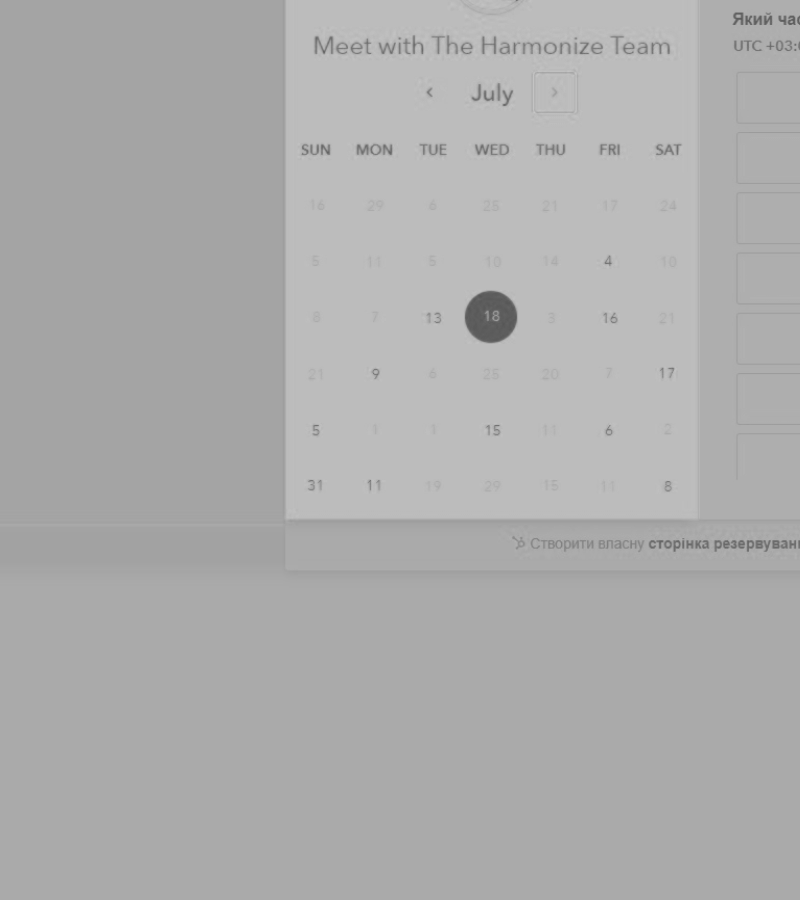 Який час
UTC +03:0
Meet with The Harmonize Team
July
SUN MON TUE WED THU FRI SAT
16 29 6 25 21 17 24
5 11 5 10 14 4 10
8 7 13 18 3 16 21
21 9 6 25 20 7 17
5 1 1 15 11 6 2
31 11 19 29 15 11 8
Створити власну сторінка резервуван